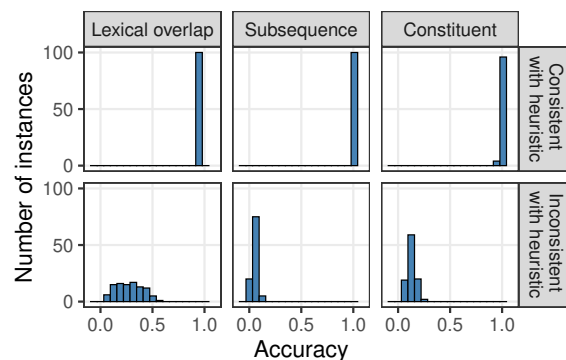 Lexical overlap Subsequence Constituent
Number of instances
100
50
0
Consistent
with heuristic
100
50
0
Inconsistent
with heuristic
0.0 0.5 1.0 0.0 0.5 1.0 0.0 0.5 1.0
Accuracy